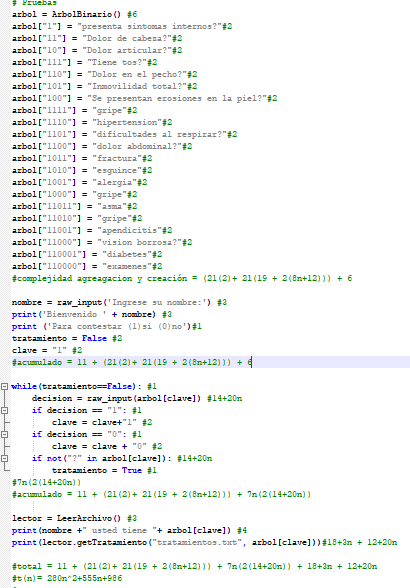 # Pruebas
arbol = ArbolBinario() #6
arbol["1"] = "presenta sintomas internos?"#2
arbol["11"] = "Dolor de cabesa?"#2
arbol["10"] = "Dolor articular?"#2
arbol["111"] = "Tiene tos?"#2
arbol["110"] = "Dolor en el pecho?"#2
arbol["101"] = "Inmovilidad total?"#2
arbol["100"] = "Se presentan erosiones en la piel?"#2
arbol["1111"] = "gripe"#2
arbol["1110"] = "hipertension"#2
arbol["1101"] = "dificultades al respirar?"#2
arbol["1100"] = "dolor abdominal?"#2
arbol["1011"] = "fractura"#2
arbol["1010"] = "esguince"#2
arbol["1001"] = "alergia"#2
arbol["1000"] = "gripe"#2
arbol["11011"] = "asma"#2
arbol["11010"] = "gripe"#2
arbol["11001"] = "apendicitis"#2
arbol["11000"] = "vision borrosa?"#2
arbol["110001"] = "diabetes"#2
arbol["110000"] = "examenes"#2
#complejidad agreagacion y creación = (21(2)+ 21(19 + 2(8n+12))) + 6
nombre = raw_input('Ingrese su nombre:') #3
print('Bienvenido ' + nombre) #3
print ('Para contestar (1)si (0)no')#1
tratamiento = False #2
clave = "1" #2
#acumulado = 11 + (21(2)+ 21(19 + 2(8n+12))) + 6
while(tratamiento==False): #1
decision = raw_input(arbol[clave]) #14+20n
if decision == "1": #1
clave = clave+"1" #2
if decision == "0": #1
clave = clave + "0" #2
if not("?" in arbol[clave]): #14+20n
tratamiento = True #1
#7n(2(14+20n))
#acumulado = 11 + (21(2)+ 21(19 + 2(8n+12))) + 7n(2(14+20n))
lector = LeerArchivo() #3
print(nombre +" usted tiene "+ arbol[clave]) #4
print(lector.getTratamiento("tratamientos.txt", arbol[clave]))#18+3n + 12+20n
#total = 11 + (21(2)+ 21(19 + 2(8n+12))) + 7n(2(14+20n)) + 18+3n + 12+20n
#t(n)= 280n^2+555n+986